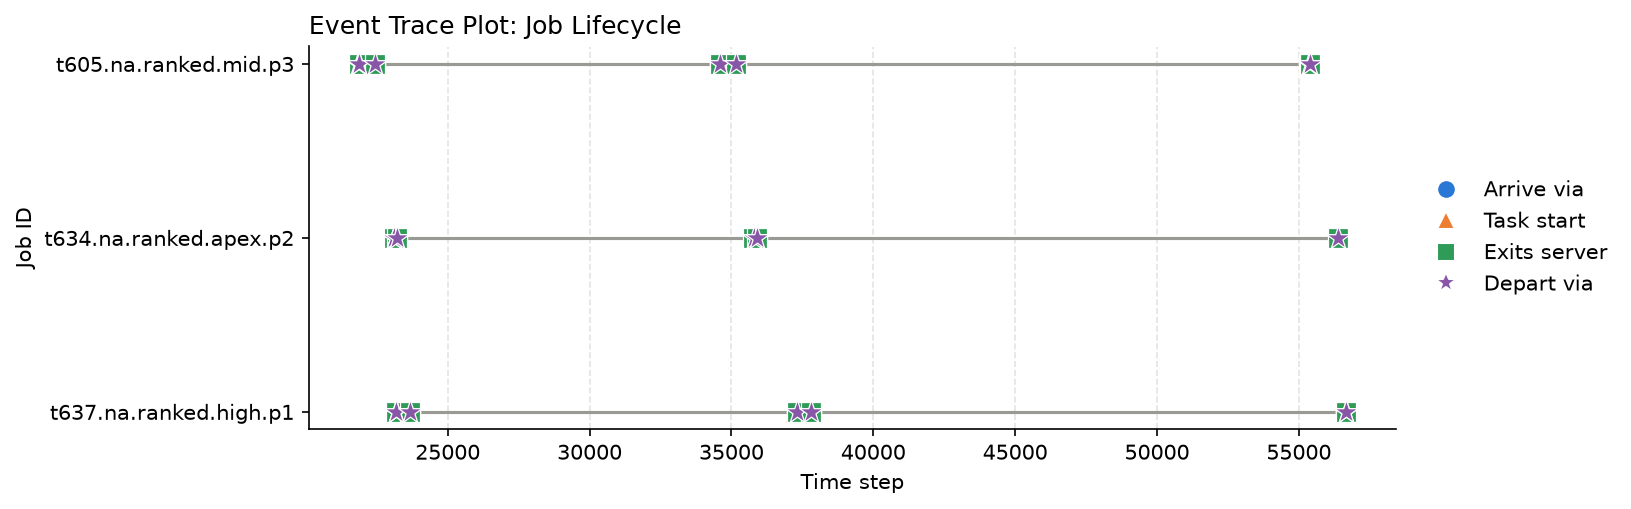 Event Trace Plot: Job Lifecycle
Job ID
t605.na.ranked.mid.p3
t634.na.ranked.apex.p2
t637.na.ranked.high.p1
25000 30000 35000 40000 45000 50000 55000
Time step
Arrive via
Task start
Exits server
Depart via